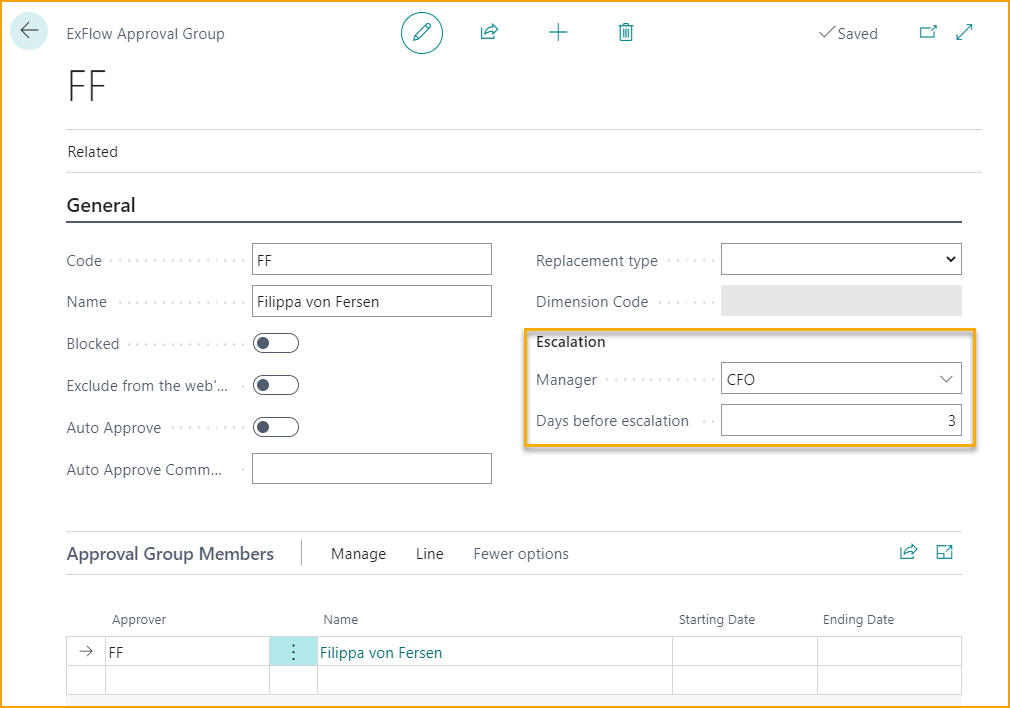 ExFlow Approval Group
Saved
FF
Related
General
Code
FF
Name
Filippa von Fersen
Blocked
Exclude from the web'...
Auto Approve
Auto Approve Comm...
Replacement type
Dimension Code
Escalation
Manager
CFO
Days before escalation
3
Approval Group Members
Manage
Line
Fewer options
Approver Name Starting Date Ending Date
FF Filippa von Fersen